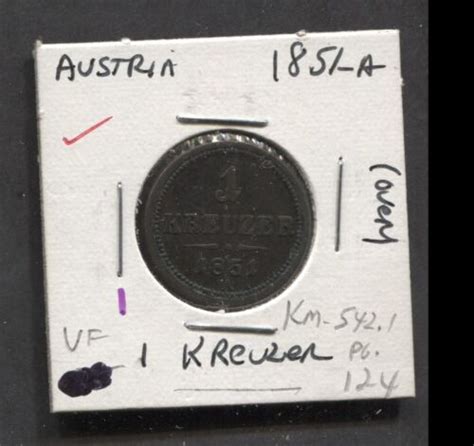 AUSTRIA 1851-A
(over)
1
KREUZER
1851
A
VF
KM-542.1
1 KREUZER
PG.
124